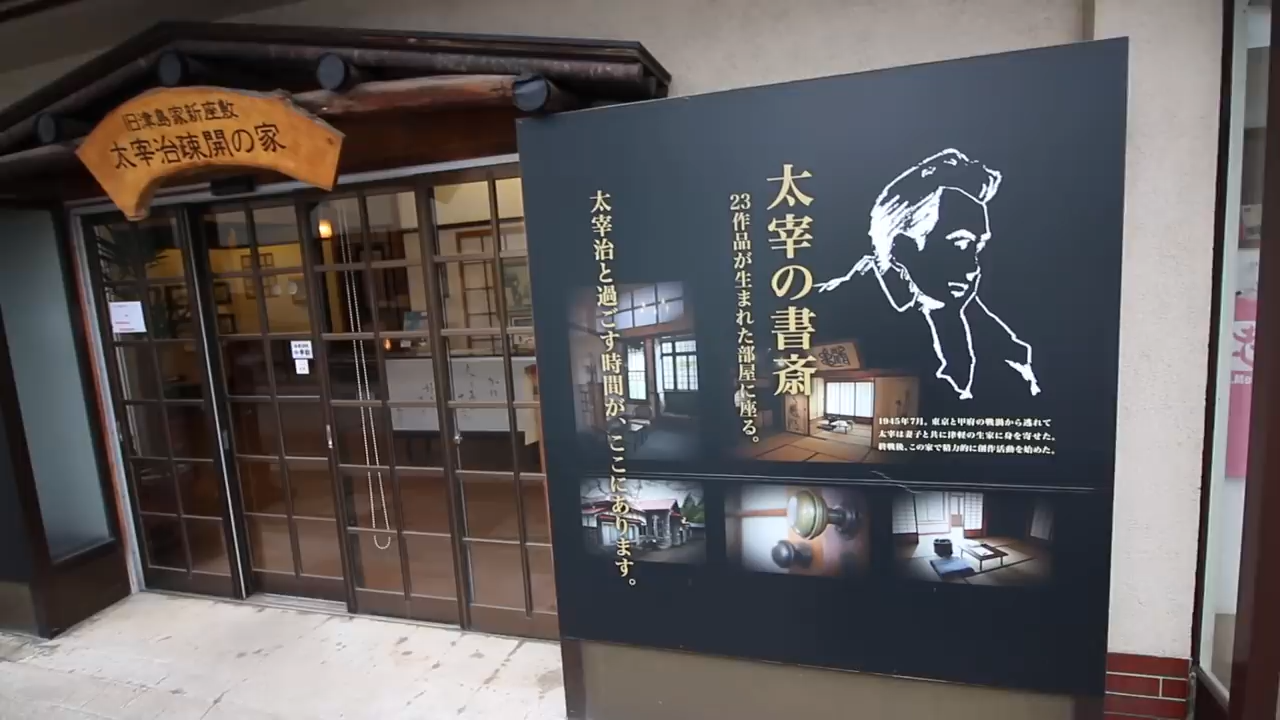 旧津島家新座敷
太宰治疎開の家
太宰の書斎
23作品が生まれた部屋に座る。
太宰治と過ごす時間が、ここにあります。
1945年7月、東京と甲府の戦禍から逃れて
太宰は妻子と共に津軽の生家に身を寄せた。
終戦後、この家で精力的に創作活動を始めた。